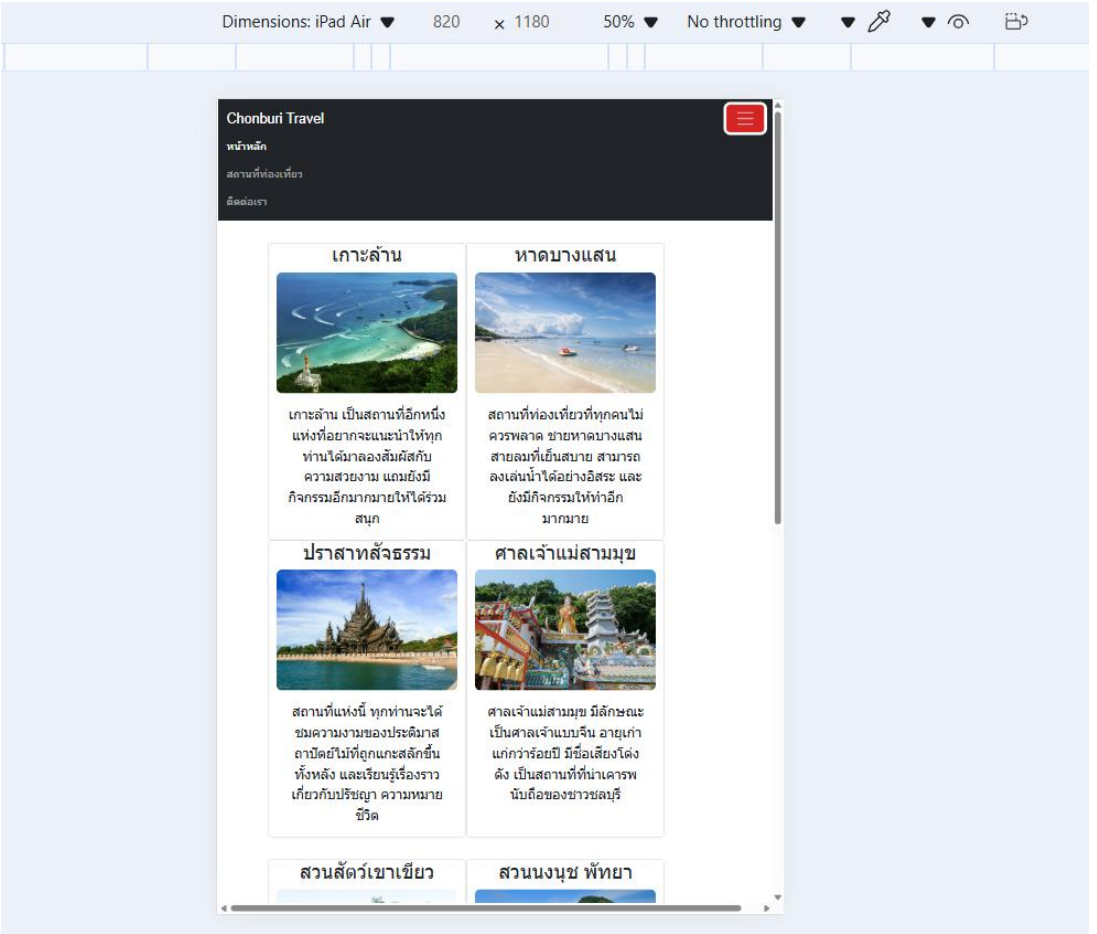 Dimensions: iPad Air ▼ 820 × 1180 50% ▼ No throttling ▼
Chonburi Travel
หน้าหลัก
สถานที่ท่องเที่ยว
ติดต่อเรา
เกาะล้าน
เกาะล้าน เป็นสถานที่อีกหนึ่ง
แห่งที่อยากจะแนะนำให้ทุก
ท่านได้มาลองสัมผัสกับ
ความสวยงาม แถมยังมี
กิจกรรมอีกมากมายให้ได้ร่วม
สนุก
หาดบางแสน
สถานที่ท่องเที่ยวที่ทุกคนไม่
ควรพลาด ชายหาดบางแสน
สายลมที่เย็นสบาย สามารถ
ลงเล่นน้ำได้อย่างอิสระ และ
ยังมีกิจกรรมให้ทำอีก
มากมาย
ปราสาทสัจธรรม
สถานที่แห่งนี้ ทุกท่านจะได้
ชมความงามของประติมาส
ถาปัตย์ไม้ที่ถูกแกะสลักขึ้น
ทั้งหลัง และเรียนรู้เรื่องราว
เกี่ยวกับปรัชญา ความหมาย
ชีวิต
ศาลเจ้าแม่สามมุข
ศาลเจ้าแม่สามมุข มีลักษณะ
เป็นศาลเจ้าแบบจีน อายุเก่า
แก่กว่าร้อยปี มีชื่อเสียงโด่ง
ดัง เป็นสถานที่ที่น่าเคารพ
นับถือของชาวชลบุรี
สวนสัตว์เขาเขียว
สวนนงนุช พัทยา